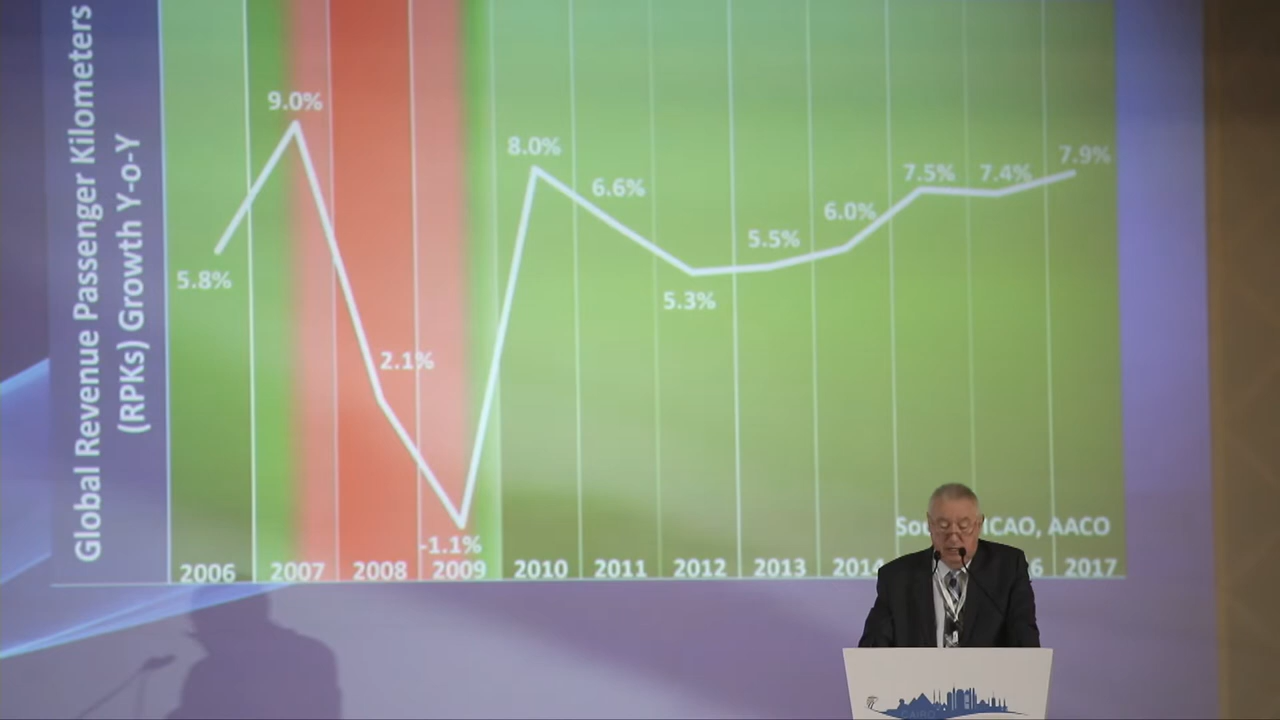 Global Revenue Passenger Kilometers
(RPKs) Growth Y-o-Y
9.0%
8.0%
7.5%
7.4%
7.9%
6.6%
6.0%
5.5%
5.8%
5.3%
2.1%
-1.1%
ICAO, AACO
2006 2007 2008 2009 2010 2011 2012 2013 2014 2017
CAIRO